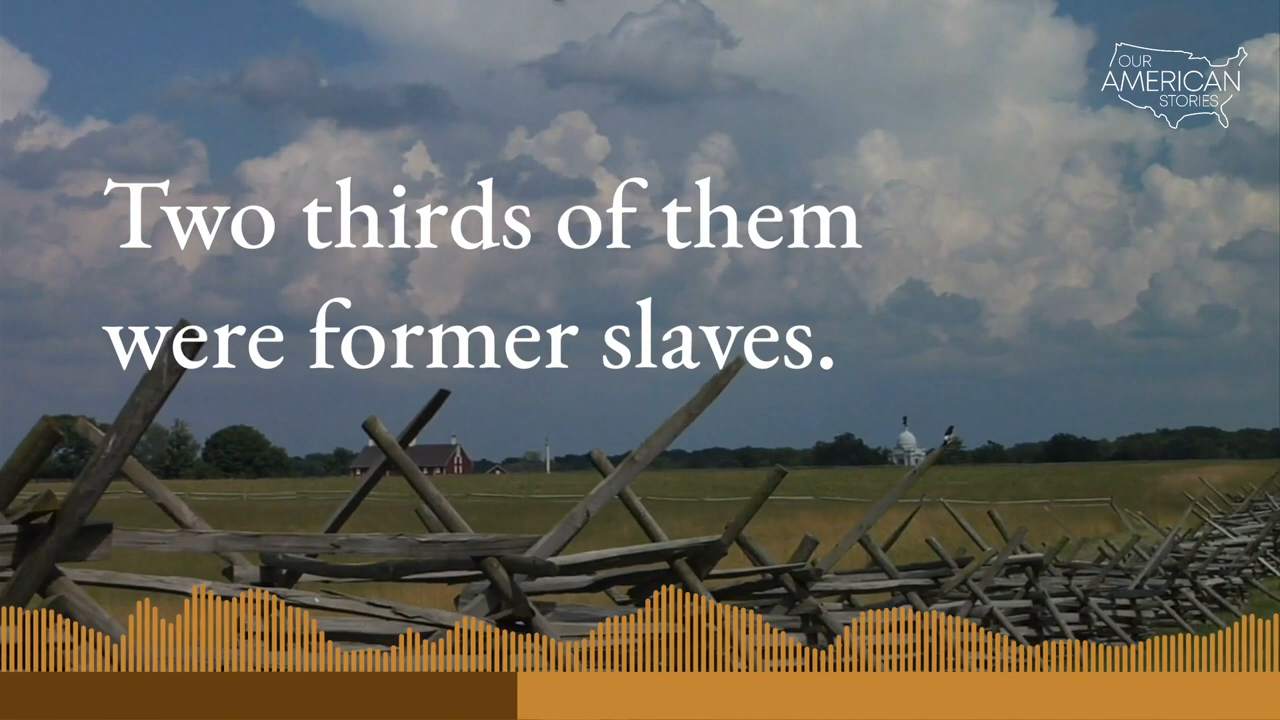 OUR
AMERICAN
STORIES
Two thirds of them
were former slaves.